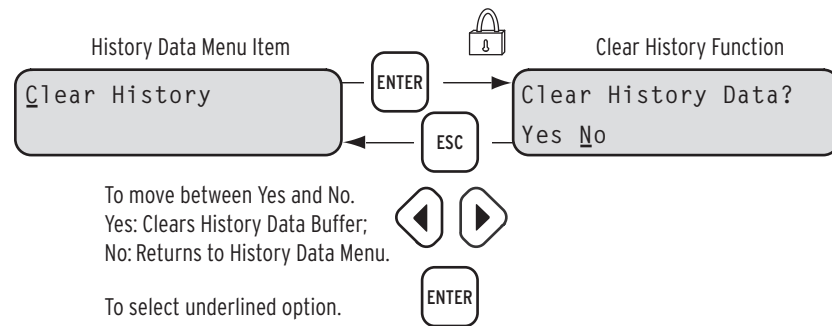 History Data Menu Item
Clear History Function
ENTER
Clear History
Clear History Data?
ESC
Yes No
To move between Yes and No.
Yes: Clears History Data Buffer;
No: Returns to History Data Menu.
ENTER
To select underlined option.